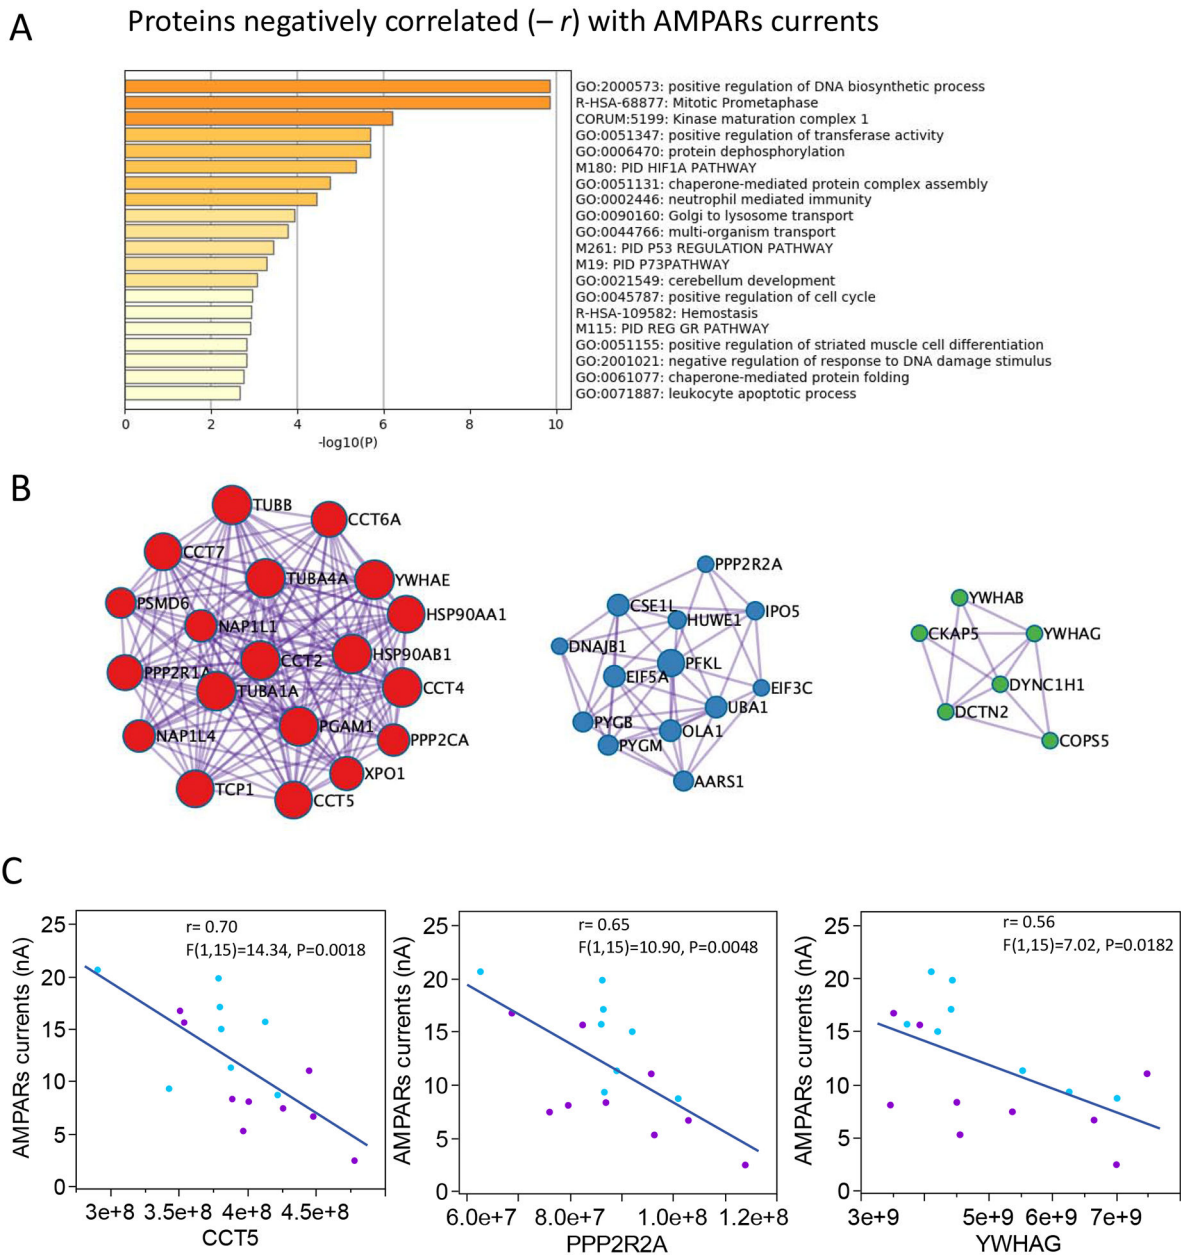 A
Proteins negatively correlated (– r) with AMPARs currents
GO:2000573: positive regulation of DNA biosynthetic process
R-HSA-68877: Mitotic Prometaphase
CORUM:5199: Kinase maturation complex 1
GO:0051347: positive regulation of transferase activity
GO:0006470: protein dephosphorylation
M180: PID HIF1A PATHWAY
GO:0051131: chaperone-mediated protein complex assembly
GO:0002446: neutrophil mediated immunity
GO:0090160: Golgi to lysosome transport
GO:0044766: multi-organism transport
M261: PID P53 REGULATION PATHWAY
M19: PID P73PATHWAY
GO:0021549: cerebellum development
GO:0045787: positive regulation of cell cycle
R-HSA-109582: Hemostasis
M115: PID REG GR PATHWAY
GO:0051155: positive regulation of striated muscle cell differentiation
GO:2001021: negative regulation of response to DNA damage stimulus
GO:0061077: chaperone-mediated protein folding
GO:0071887: leukocyte apoptotic process
0 2 4 6 8 10
-log10(P)
B
TUBB
CCT6A
CCT7
TUBA4A
YWHAE
PSMD6
NAP1L1
HSP90AA1
CCT2
HSP90AB1
PPP2R1A
TUBA1A
CCT4
PGAM1
NAP1L4
PPP2CA
XPO1
TCP1
CCT5
PPP2R2A
CSE1L
HUWE1
IPO5
DNAJB1
PFKL
EIF5A
EIF3C
UBA1
PYGB
OLA1
PYGM
AARS1
YWHAB
CKAP5
YWHAG
DYNC1H1
DCTN2
COPS5
C
AMPARs currents (nA)
25
20
15
10
5
0
r= 0.70
F(1,15)=14.34, P=0.0018
3e+8 3.5e+8 4e+8 4.5e+8
CCT5
AMPARs currents (nA)
25
20
15
10
5
0
r= 0.65
F(1,15)=10.90, P=0.0048
6.0e+7 8.0e+7 1.0e+8 1.2e+8
PPP2R2A
AMPARs currents (nA)
25
20
15
10
5
0
r= 0.56
F(1,15)=7.02, P=0.0182
3e+9 5e+9 6e+9 7e+9
YWHAG